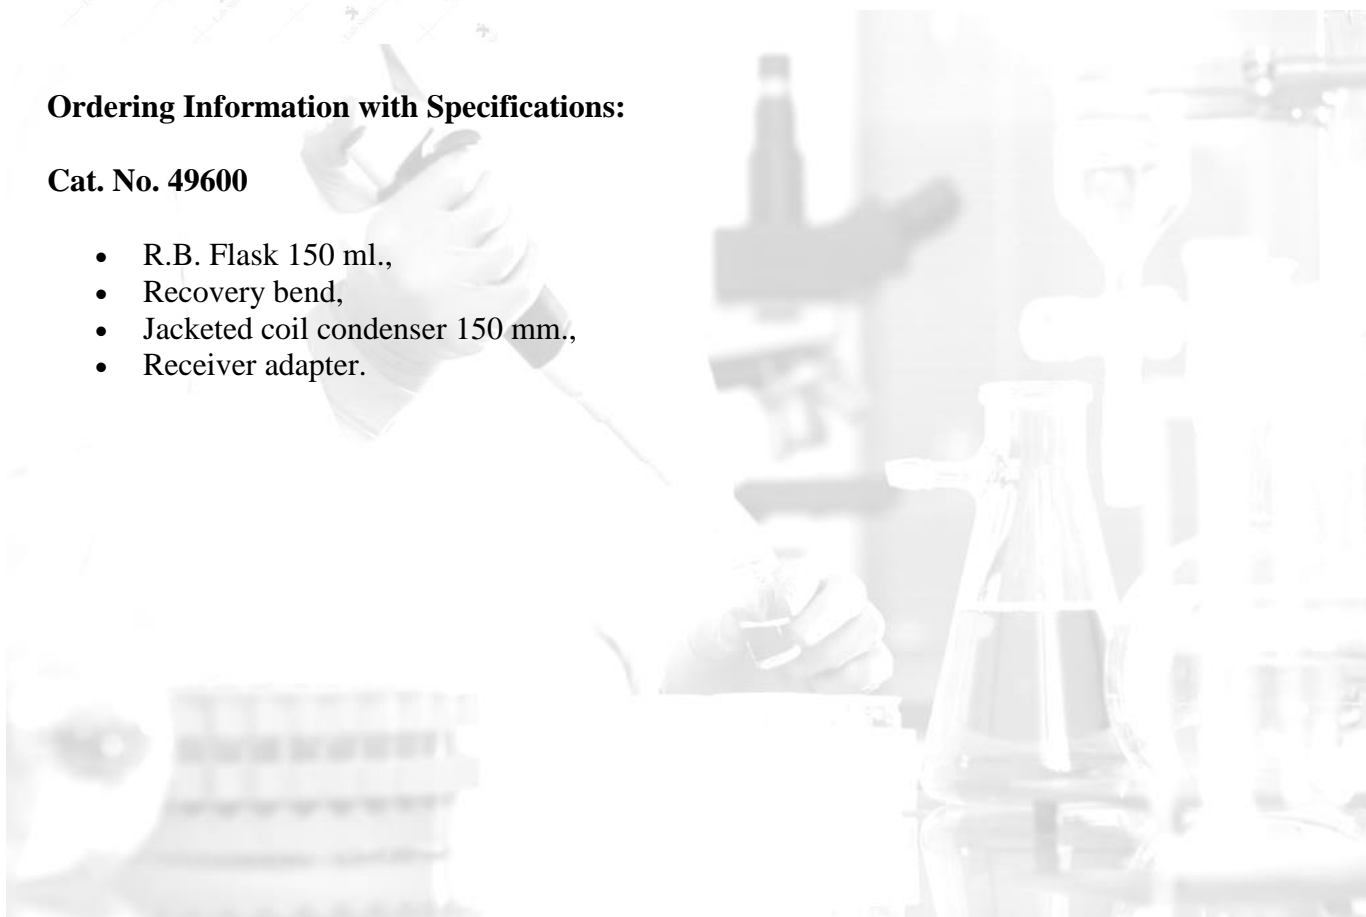 Ordering Information with Specifications:
Cat. No. 49600
• R.B. Flask 150 ml.,
• Recovery bend,
• Jacketed coil condenser 150 mm.,
• Receiver adapter.